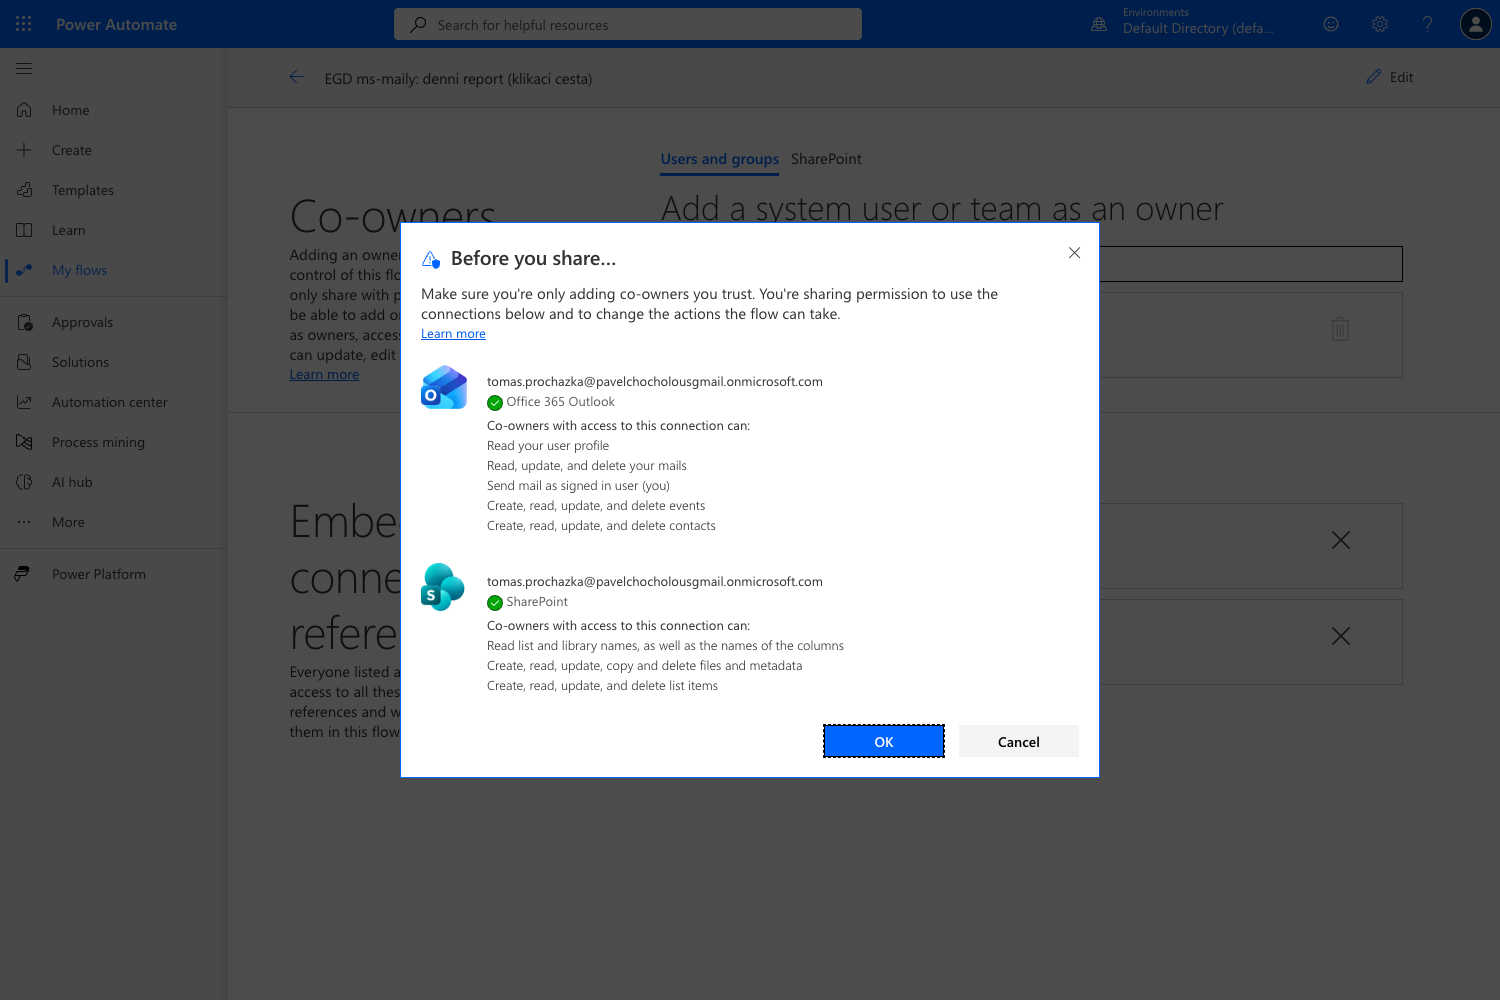 Power Automate
Search for helpful resources
Environments
Default Directory (defa...
Home
Create
Templates
Learn
My flows
Approvals
Solutions
Automation center
Process mining
AI hub
More
Power Platform
EGD ms-maily: denní report (klikací cesta)
Edit
Users and groups
SharePoint
Co-owners
Adding an owne
control of this flo
only share with p
be able to add o
as owners, acces
can update, edit
Learn more
Add a system user or team as an owner
Embe
conne
refere
Everyone listed a
access to all thes
references and w
them in this flow
Before you share...
Make sure you're only adding co-owners you trust. You're sharing permission to use the
connections below and to change the actions the flow can take.
Learn more
O
tomas.prochazka@pavelchocholousgmail.onmicrosoft.com
Office 365 Outlook
Co-owners with access to this connection can:
Read your user profile
Read, update, and delete your mails
Send mail as signed in user (you)
Create, read, update, and delete events
Create, read, update, and delete contacts
S
tomas.prochazka@pavelchocholousgmail.onmicrosoft.com
SharePoint
Co-owners with access to this connection can:
Read list and library names, as well as the names of the columns
Create, read, update, copy and delete files and metadata
Create, read, update, and delete list items
OK
Cancel